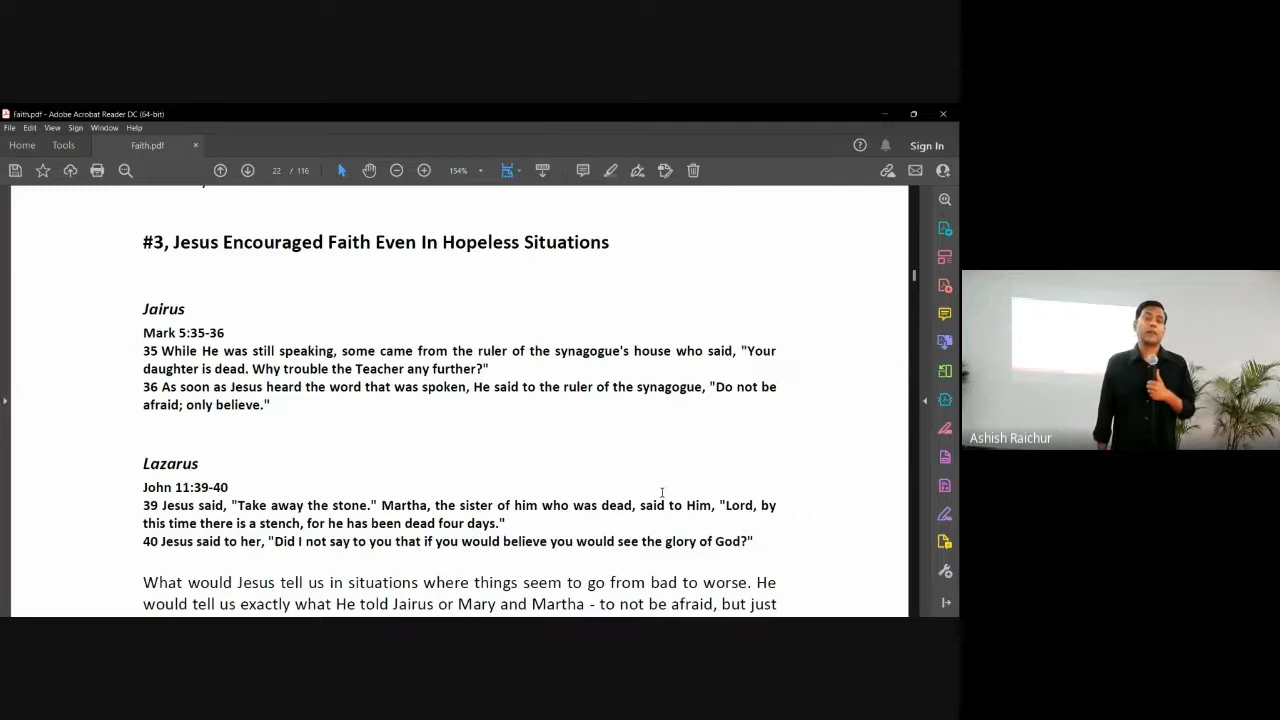 Faith.pdf - Adobe Acrobat Reader DC (64-bit)
File Edit View Sign Window Help
Home Tools Faith.pdf × Sign In
22 / 116 154%
#3, Jesus Encouraged Faith Even In Hopeless Situations
Jairus
Mark 5:35-36
35 While He was still speaking, some came from the ruler of the synagogue's house who said, "Your
daughter is dead. Why trouble the Teacher any further?"
36 As soon as Jesus heard the word that was spoken, He said to the ruler of the synagogue, "Do not be
afraid; only believe."
Lazarus
John 11:39-40
39 Jesus said, "Take away the stone." Martha, the sister of him who was dead, said to Him, "Lord, by
this time there is a stench, for he has been dead four days."
40 Jesus said to her, "Did I not say to you that if you would believe you would see the glory of God?"
What would Jesus tell us in situations where things seem to go from bad to worse. He
would tell us exactly what He told Jairus or Mary and Martha - to not be afraid, but just
Ashish Raichur